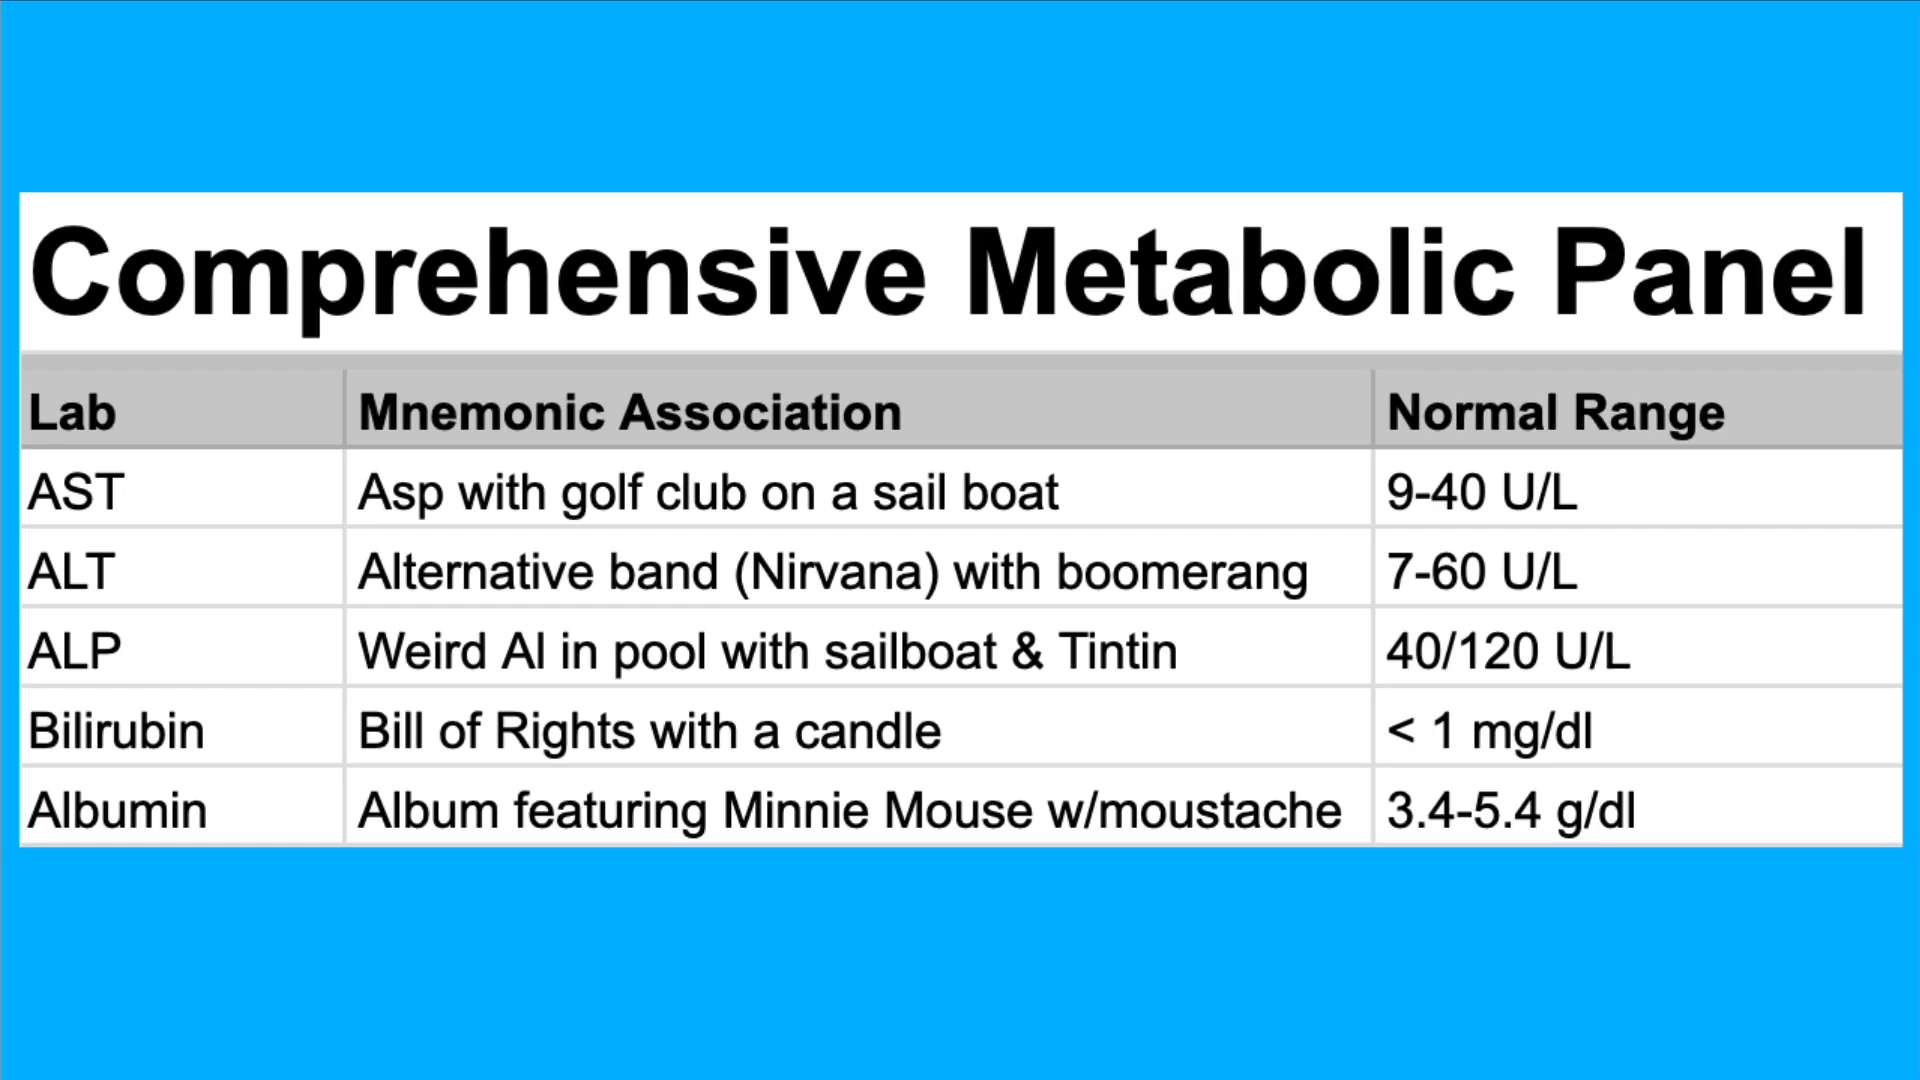 Comprehensive Metabolic Panel
Lab Mnemonic Association Normal Range
AST Asp with golf club on a sail boat 9-40 U/L
ALT Alternative band (Nirvana) with boomerang 7-60 U/L
ALP Weird Al in pool with sailboat & Tintin 40/120 U/L
Bilirubin Bill of Rights with a candle < 1 mg/dl
Albumin Album featuring Minnie Mouse w/moustache 3.4-5.4 g/dl